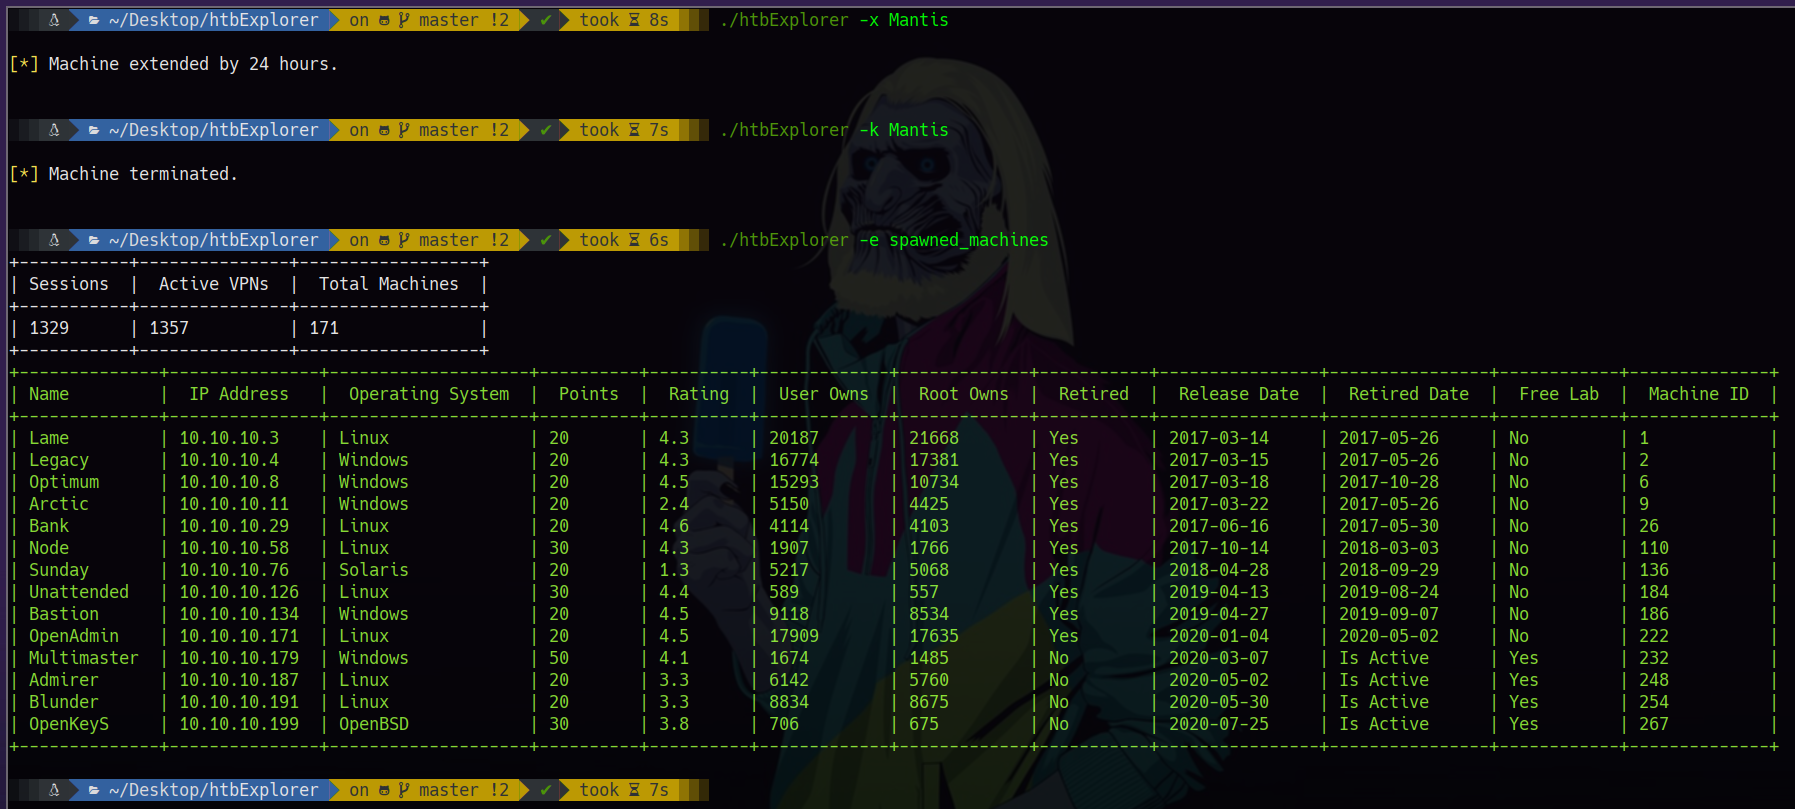 ~/Desktop/htbExplorer on master !2 ✔ took 8s ./htbExplorer -x Mantis
[*] Machine extended by 24 hours.
~/Desktop/htbExplorer on master !2 ✔ took 7s ./htbExplorer -k Mantis
[*] Machine terminated.
~/Desktop/htbExplorer on master !2 ✔ took 6s ./htbExplorer -e spawned_machines
| Sessions | Active VPNs | Total Machines |
| 1329 | 1357 | 171 |
| Name | IP Address | Operating System | Points | Rating | User Owns | Root Owns | Retired | Release Date | Retired Date | Free Lab | Machine ID |
| Lame | 10.10.10.3 | Linux | 20 | 4.3 | 20187 | 21668 | Yes | 2017-03-14 | 2017-05-26 | No | 1 |
| Legacy | 10.10.10.4 | Windows | 20 | 4.3 | 16774 | 17381 | Yes | 2017-03-15 | 2017-05-26 | No | 2 |
| Optimum | 10.10.10.8 | Windows | 20 | 4.5 | 15293 | 10734 | Yes | 2017-03-18 | 2017-10-28 | No | 6 |
| Arctic | 10.10.10.11 | Windows | 20 | 2.4 | 5150 | 4425 | Yes | 2017-03-22 | 2017-05-26 | No | 9 |
| Bank | 10.10.10.29 | Linux | 20 | 4.6 | 4114 | 4103 | Yes | 2017-06-16 | 2017-05-30 | No | 26 |
| Node | 10.10.10.58 | Linux | 30 | 4.3 | 1907 | 1766 | Yes | 2017-10-14 | 2018-03-03 | No | 110 |
| Sunday | 10.10.10.76 | Solaris | 20 | 1.3 | 5217 | 5068 | Yes | 2018-04-28 | 2018-09-29 | No | 136 |
| Unattended | 10.10.10.126 | Linux | 30 | 4.4 | 589 | 557 | Yes | 2019-04-13 | 2019-08-24 | No | 184 |
| Bastion | 10.10.10.134 | Windows | 20 | 4.5 | 9118 | 8534 | Yes | 2019-04-27 | 2019-09-07 | No | 186 |
| OpenAdmin | 10.10.10.171 | Linux | 20 | 4.5 | 17909 | 17635 | Yes | 2020-01-04 | 2020-05-02 | No | 222 |
| Multimaster | 10.10.10.179 | Windows | 50 | 4.1 | 1674 | 1485 | No | 2020-03-07 | Is Active | Yes | 232 |
| Admirer | 10.10.10.187 | Linux | 20 | 3.3 | 6142 | 5760 | No | 2020-05-02 | Is Active | Yes | 248 |
| Blunder | 10.10.10.191 | Linux | 20 | 3.3 | 8834 | 8675 | No | 2020-05-30 | Is Active | Yes | 254 |
| OpenKeyS | 10.10.10.199 | OpenBSD | 30 | 3.8 | 706 | 675 | No | 2020-07-25 | Is Active | Yes | 267 |
~/Desktop/htbExplorer on master !2 ✔ took 7s